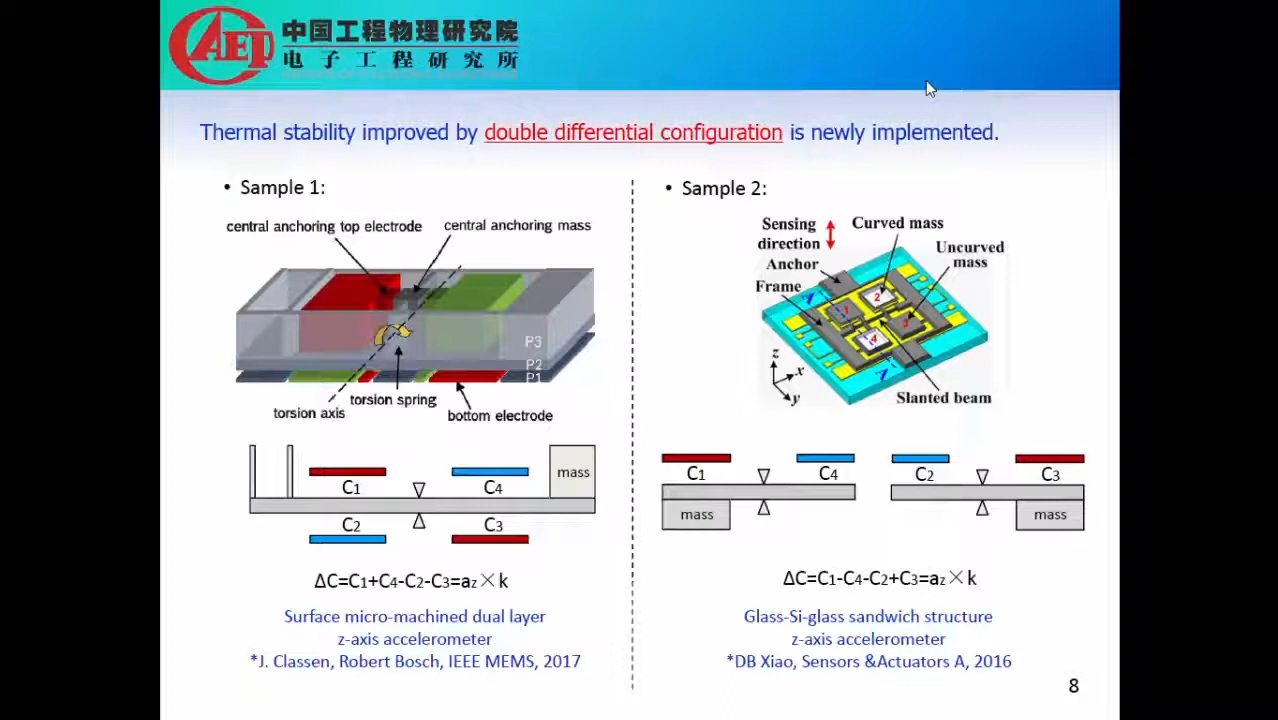 CAEP
中国工程物理研究院
电子工程研究所
Thermal stability improved by double differential configuration is newly implemented.
• Sample 1:
central anchoring top electrode
central anchoring mass
P3
P2
P1
torsion axis
torsion spring
bottom electrode
mass
C1
C4
C2
C3
ΔC=C1+C4-C2-C3=az×k
Surface micro-machined dual layer
z-axis accelerometer
*J. Classen, Robert Bosch, IEEE MEMS, 2017
• Sample 2:
Sensing
direction
Curved mass
Uncurved
mass
Anchor
Frame
1
2
3
4
A
A
z
x
y
Slanted beam
C1
C4
C2
C3
mass
mass
ΔC=C1-C4-C2+C3=az×k
Glass-Si-glass sandwich structure
z-axis accelerometer
*DB Xiao, Sensors &Actuators A, 2016
8